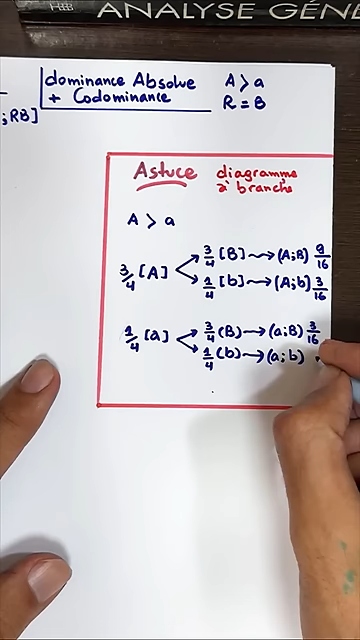 ANALYSE GÉNÉ
dominance Absolue
+ Codominance
A > a
R = B
;RB]
Astuce
diagramme
à branche
A > a
3/4 [A]
3/4 [B] → (A;B) 9/16
1/4 [b] → (A;b) 3/16
1/4 [a]
3/4 (B) → (a;B) 3/16
1/4 (b) → (a;b)